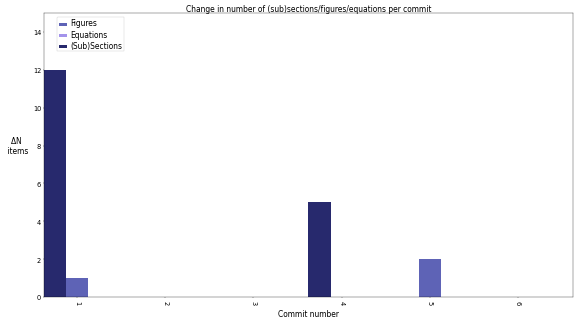 Change in number of (sub)sections/figures/equations per commit
Figures
Equations
(Sub)Sections
14
12
10
8
6
4
2
0
ΔN
items
1
2
3
4
5
6
Commit number